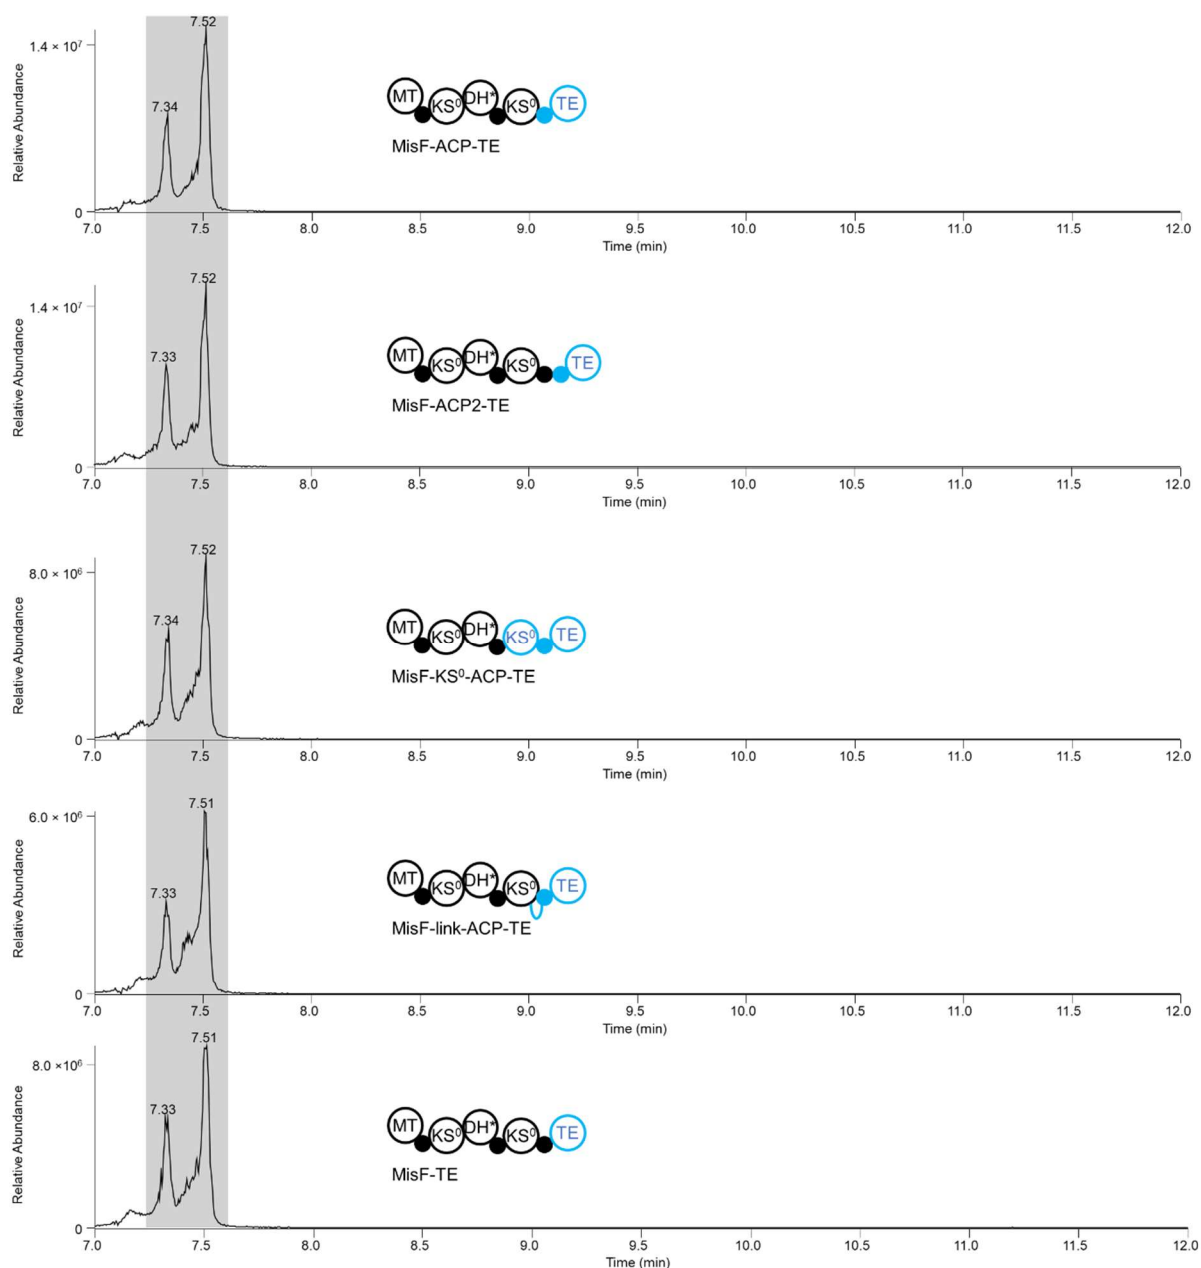 7.52
1.4 × 10⁷
7.34
Relative Abundance
0
MT KS⁰ DH* KS⁰ TE
MisF-ACP-TE
7.0 7.5 8.0 8.5 9.0 9.5 10.0 10.5 11.0 11.5 12.0
Time (min)
7.52
1.4 × 10⁷
7.33
Relative Abundance
0
MT KS⁰ DH* KS⁰ TE
MisF-ACP2-TE
7.0 7.5 8.0 8.5 9.0 9.5 10.0 10.5 11.0 11.5 12.0
Time (min)
7.52
8.0 × 10⁶
7.34
Relative Abundance
0
MT KS⁰ DH* KS⁰ TE
MisF-KS⁰-ACP-TE
7.0 7.5 8.0 8.5 9.0 9.5 10.0 10.5 11.0 11.5 12.0
Time (min)
7.51
6.0 × 10⁶
7.33
Relative Abundance
0
MT KS⁰ DH* KS⁰ TE
MisF-link-ACP-TE
7.0 7.5 8.0 8.5 9.0 9.5 10.0 10.5 11.0 11.5 12.0
Time (min)
7.51
8.0 ×10⁶
7.33
Relative Abundance
0
MT KS⁰ DH* KS⁰ TE
MisF-TE
7.0 7.5 8.0 8.5 9.0 9.5 10.0 10.5 11.0 11.5 12.0
Time (min)